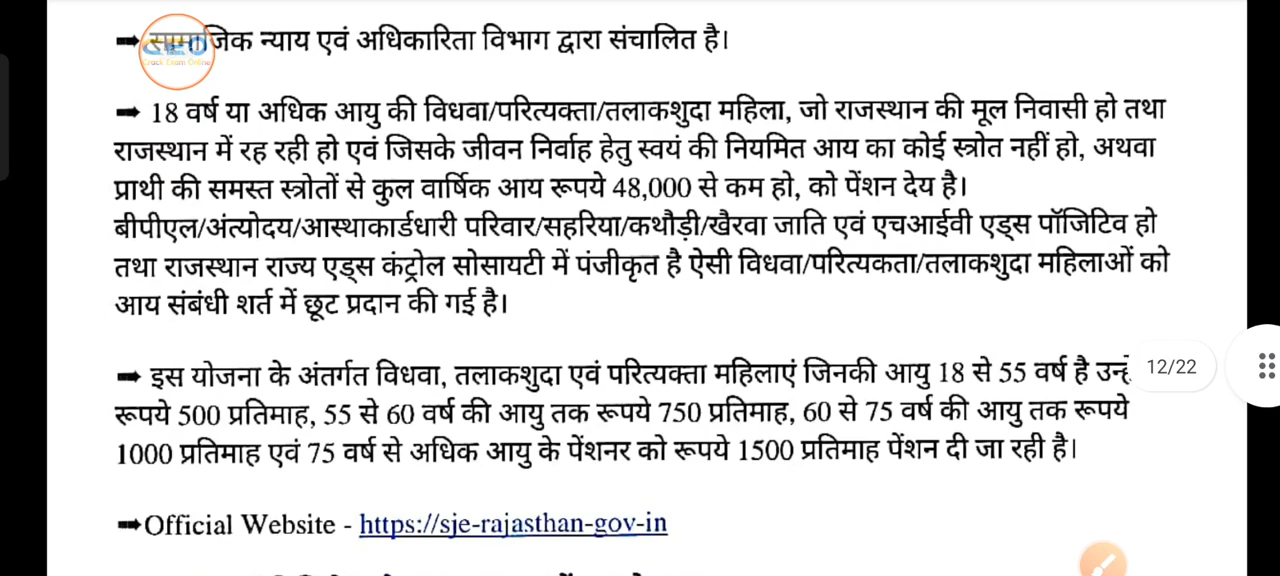 ➡ सामाजिक न्याय एवं अधिकारिता विभाग द्वारा संचालित है।
Crack Exam Online
➡ 18 वर्ष या अधिक आयु की विधवा/परित्यक्ता/तलाकशुदा महिला, जो राजस्थान की मूल निवासी हो तथा
राजस्थान में रह रही हो एवं जिसके जीवन निर्वाह हेतु स्वयं की नियमित आय का कोई स्त्रोत नहीं हो, अथवा
प्राथी की समस्त स्त्रोतों से कुल वार्षिक आय रूपये 48,000 से कम हो, को पेंशन देय है।
बीपीएल/अंत्योदय/आस्थाकार्डधारी परिवार/सहरिया/कथौड़ी/खैरवा जाति एवं एचआईवी एड्स पॉजिटिव हो
तथा राजस्थान राज्य एड्स कंट्रोल सोसायटी में पंजीकृत है ऐसी विधवा/परित्यकता/तलाकशुदा महिलाओं को
आय संबंधी शर्त में छूट प्रदान की गई है।
➡ इस योजना के अंतर्गत विधवा, तलाकशुदा एवं परित्यक्ता महिलाएं जिनकी आयु 18 से 55 वर्ष है उन्हें
12/22
रूपये 500 प्रतिमाह, 55 से 60 वर्ष की आयु तक रूपये 750 प्रतिमाह, 60 से 75 वर्ष की आयु तक रूपये
1000 प्रतिमाह एवं 75 वर्ष से अधिक आयु के पेंशनर को रूपये 1500 प्रतिमाह पेंशन दी जा रही है।
➡Official Website - https://sje-rajasthan-gov-in